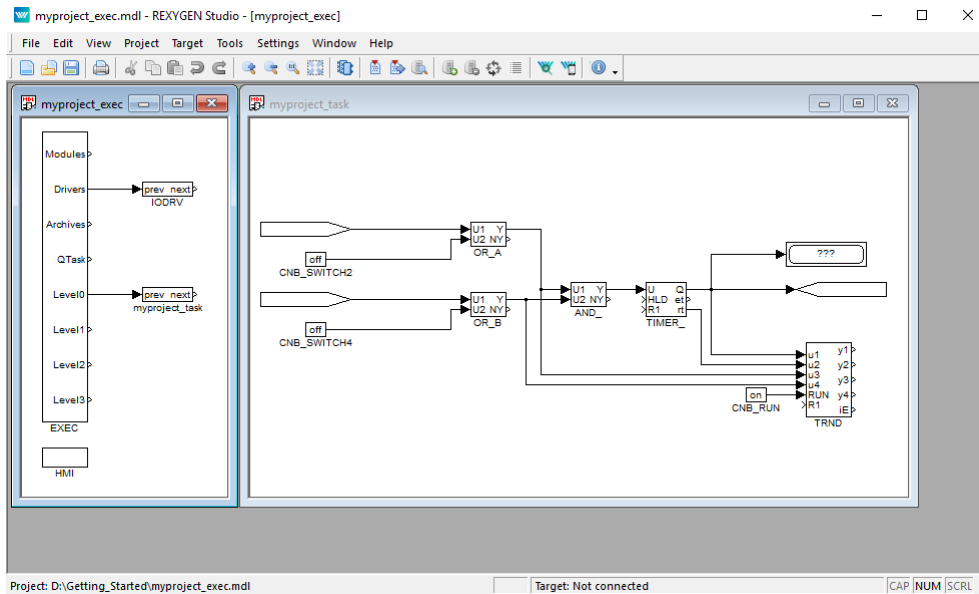 myproject_exec.mdl - REXYGEN Studio - [myproject_exec]
File Edit View Project Target Tools Settings Window Help
myproject_exec
Modules
Drivers
prev next
IODRV
Archives
QTask
Level0
prev next
myproject_task
Level1
Level2
Level3
EXEC
HMI
myproject_task
U1 Y
U2 NY
OR_A
off
CNB_SWITCH2
U1 Y
U2 NY
OR_B
off
CNB_SWITCH4
U1 Y
U2 NY
AND_
U Q
HLD et
R1 rt
TIMER_
???
u1 y1
u2 y2
u3 y3
u4 y4
RUN
R1 iE
TRND
on
CNB_RUN
Project: D:\Getting_Started\myproject_exec.mdl
Target: Not connected
CAP NUM SCRL